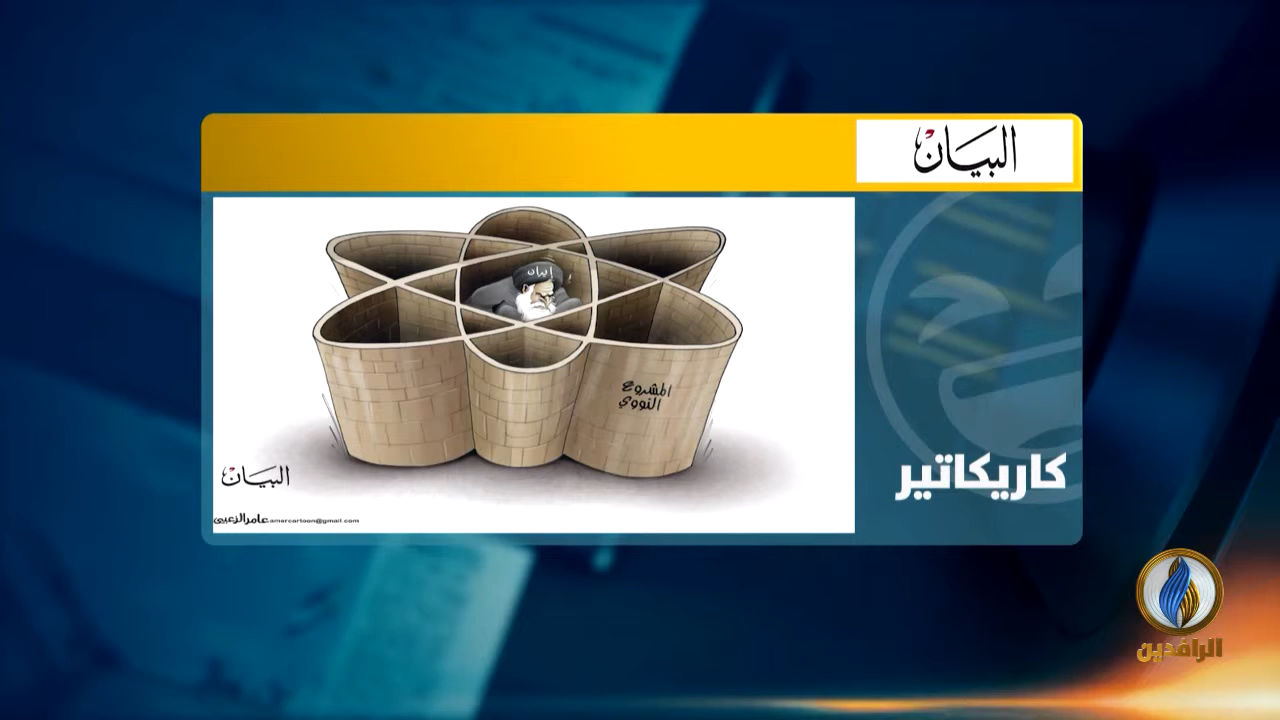 البيان
إيران
المشروع
النووي
كاريكاتير
البيان
عامر الزعبي amercartoon@gmail.com
الرافدين